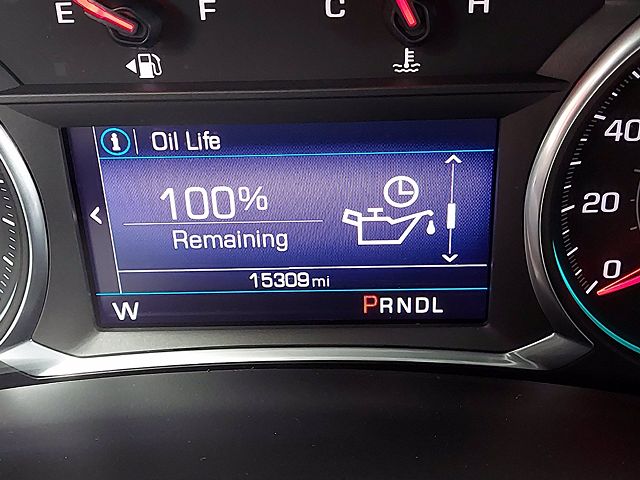 E F C H
i Oil Life
100%
Remaining
15309 mi
W PRNDL
40
20
0